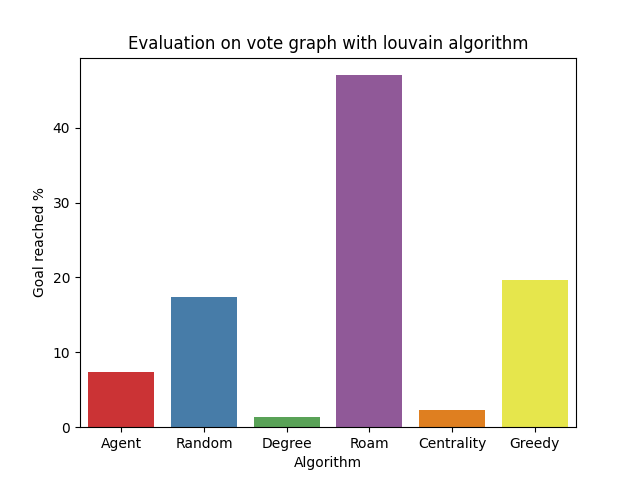 Evaluation on vote graph with louvain algorithm
Goal reached %
40
30
20
10
0
Agent Random Degree Roam Centrality Greedy
Algorithm